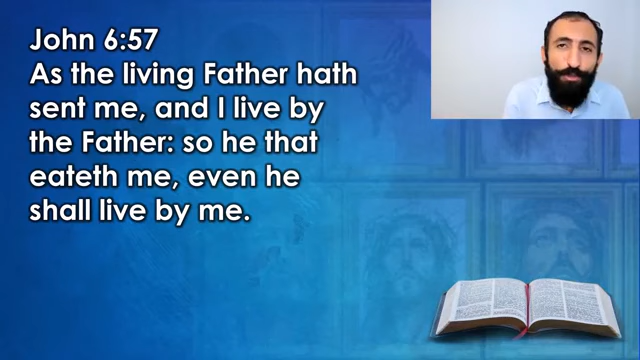 John 6:57
As the living Father hath
sent me, and I live by
the Father: so he that
eateth me, even he
shall live by me.